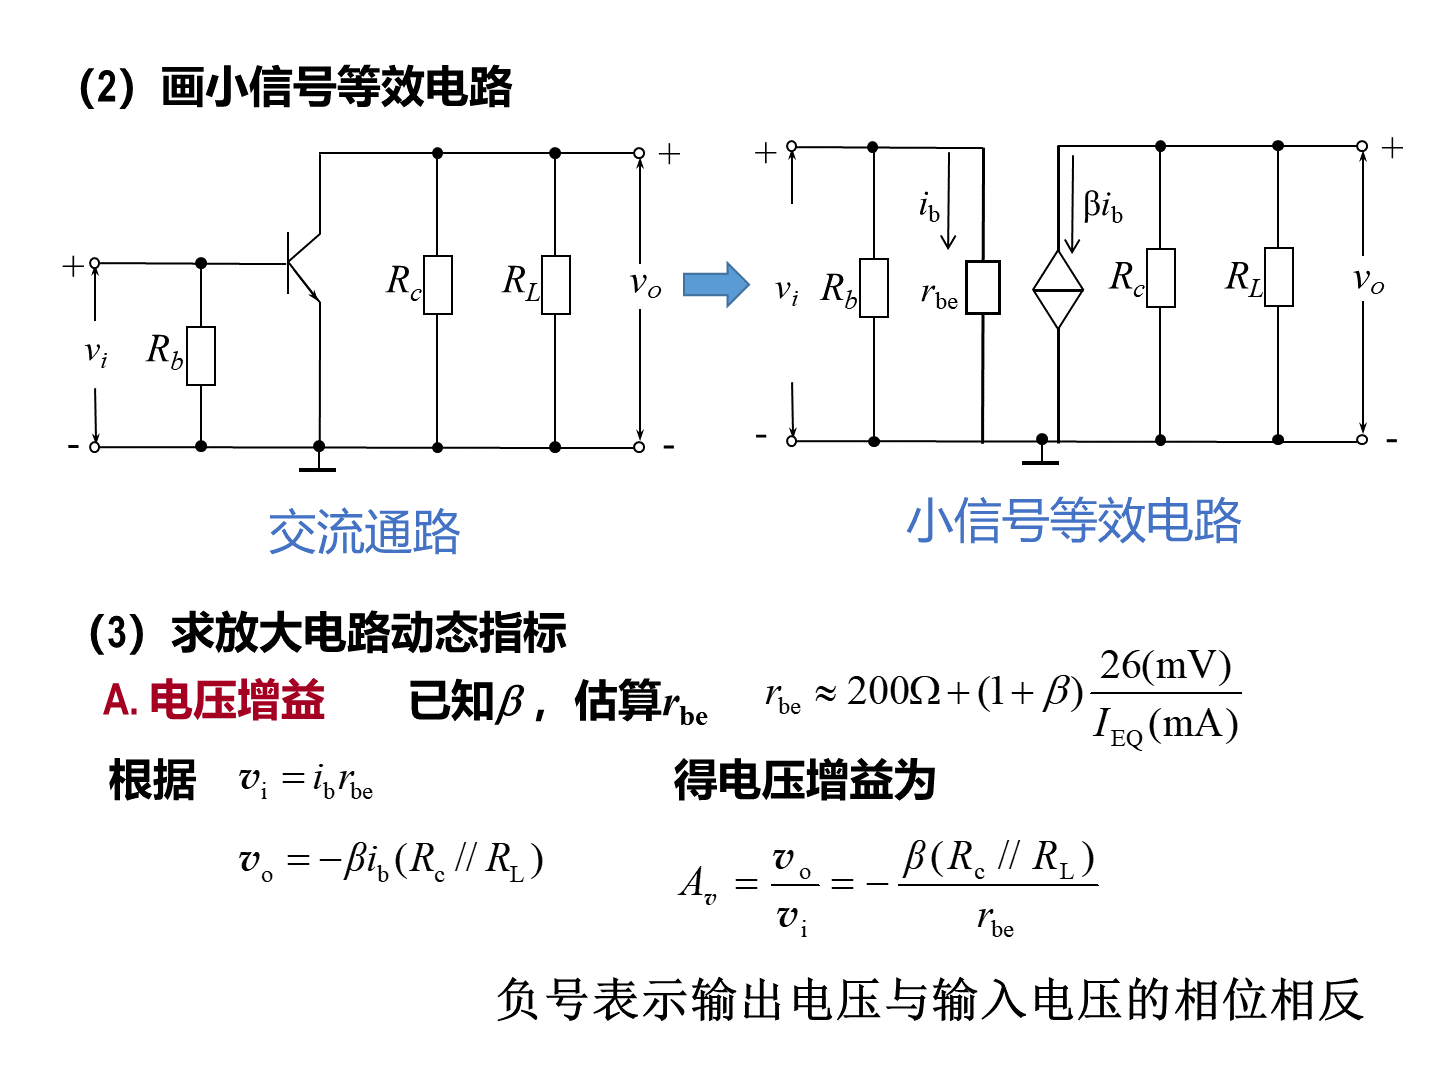 (2) 画小信号等效电路
+ v_i - R_b R_c R_L + v_o -
+ v_i - R_b i_b r_be βi_b R_c R_L + v_o -
交流通路
小信号等效电路
(3) 求放大电路动态指标
A. 电压增益 已知β，估算r_be r_be ≈ 200Ω + (1 + β) 26(mV) / I_EQ (mA)
根据 v_i = i_b r_be 得电压增益为
v_o = −βi_b (R_c // R_L)
A_v = v_o / v_i = − β(R_c // R_L) / r_be
负号表示输出电压与输入电压的相位相反